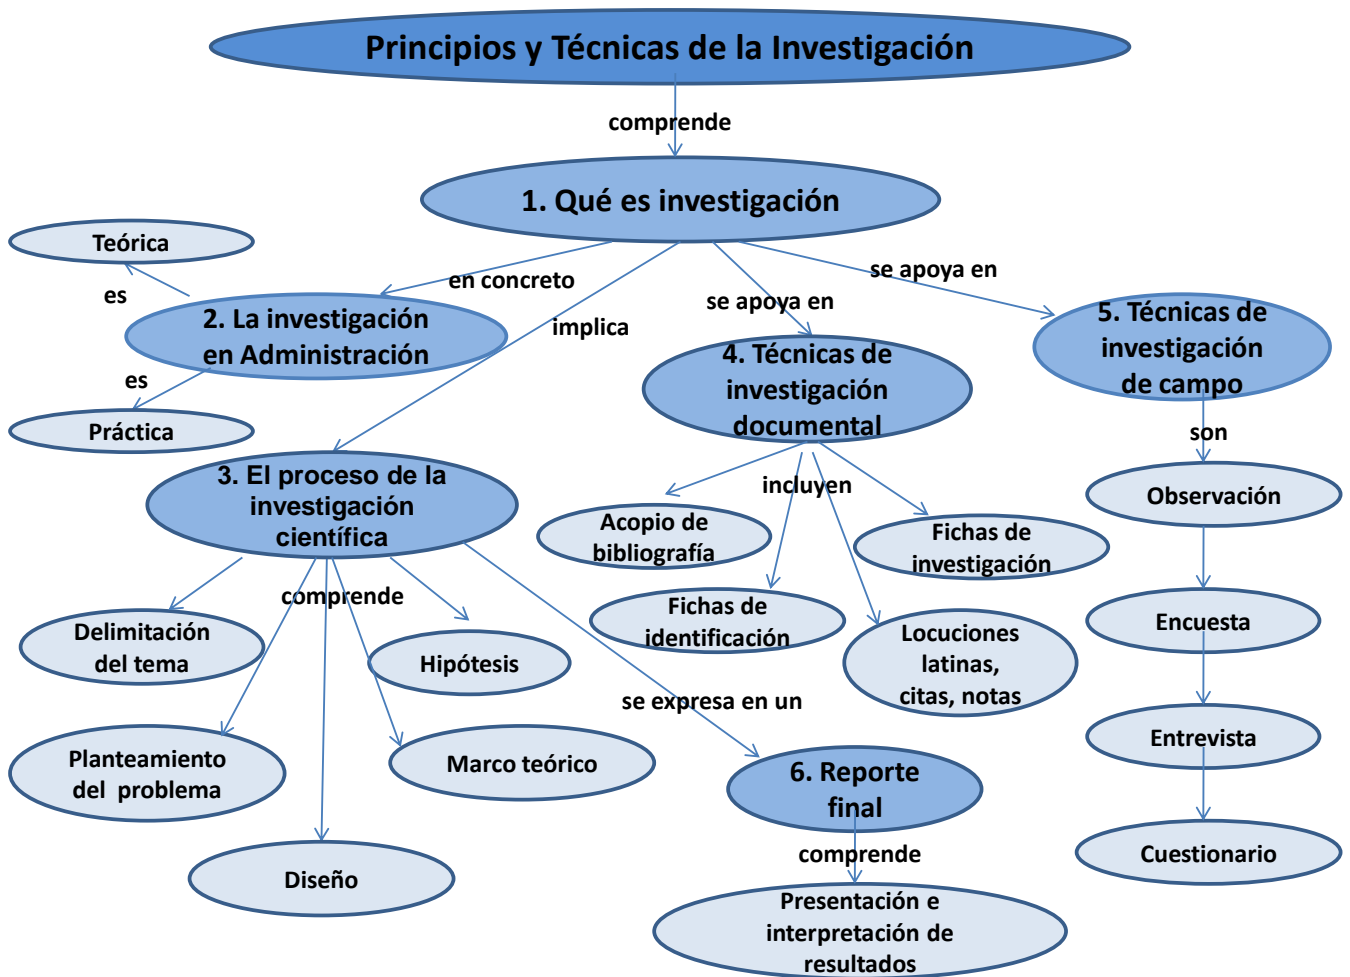 Principios y Técnicas de la Investigación
comprende
1. Qué es investigación
Teórica
es
en concreto
se apoya en
se apoya en
implica
2. La investigación
en Administración
es
Práctica
4. Técnicas de
investigación
documental
5. Técnicas de
investigación
de campo
son
3. El proceso de la
investigación
científica
incluyen
Acopio de
bibliografía
Fichas de
investigación
Fichas de
identificación
Locuciones
latinas,
citas, notas
Observación
Encuesta
Entrevista
Cuestionario
comprende
Delimitación
del tema
Hipótesis
Planteamiento
del  problema
Marco teórico
Diseño
se expresa en un
6. Reporte
final
comprende
Presentación e
interpretación de
resultados